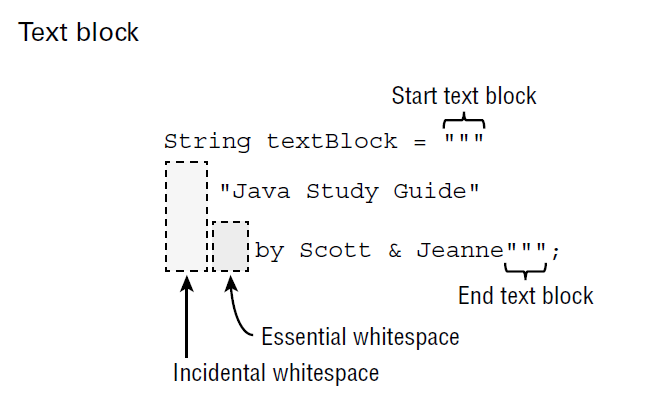 Text block
Start text block
String textBlock = """
"Java Study Guide"
by Scott & Jeanne""";
End text block
Essential whitespace
Incidental whitespace